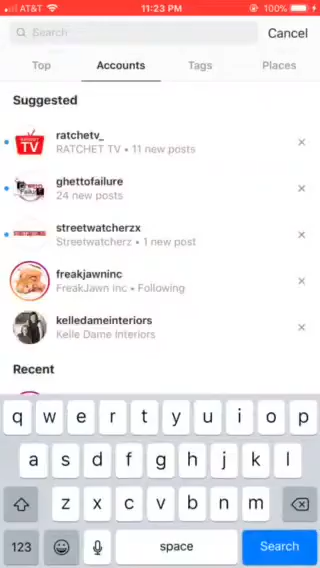 AT&T 11:23 PM 100%
Search Cancel
Top Accounts Tags Places
Suggested
TV
ratchetv_
RATCHET TV • 11 new posts
ghettofailure
24 new posts
streetwatcherzx
Streetwatcherz • 1 new post
freakjawninc
FreakJawn Inc • Following
kelledameinteriors
Kelle Dame Interiors
Recent
q w e r t y u i o p
a s d f g h j k l
z x c v b n m
123 space Search